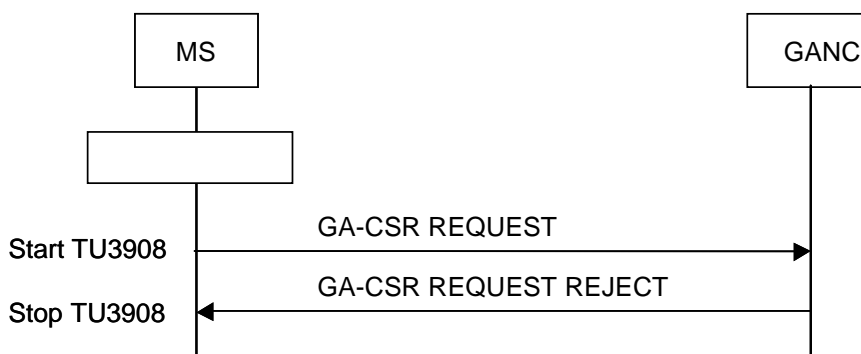 MS
GANC
GA-CSR REQUEST
Start TU3908
GA-CSR REQUEST REJECT
Stop TU3908